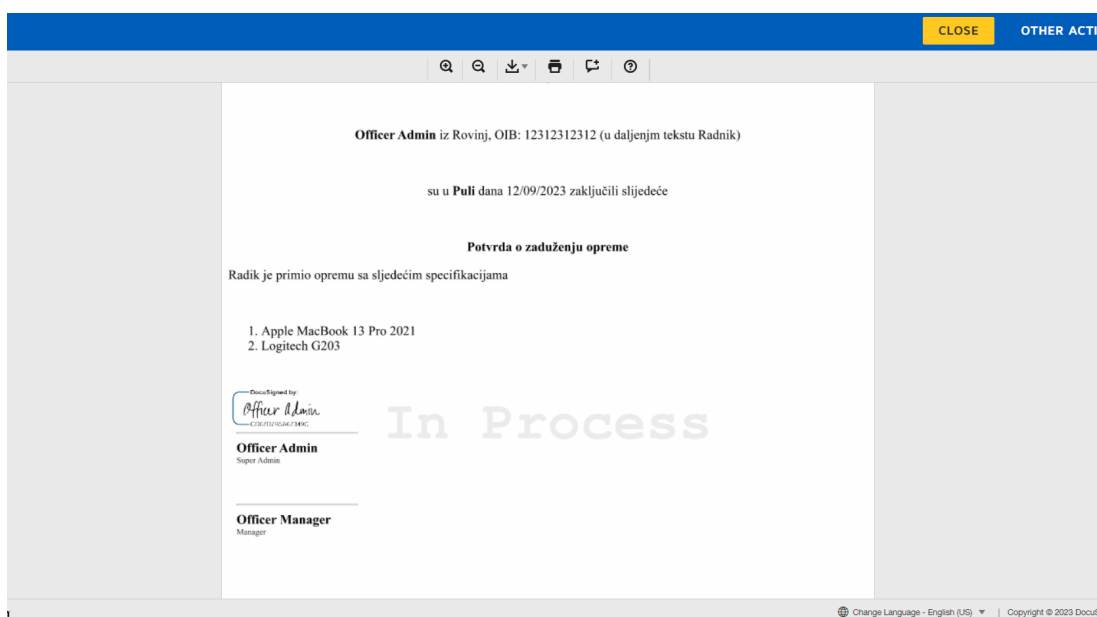 CLOSE OTHER ACTI
Officer Admin iz Rovinj, OIB: 12312312312 (u daljenjm tekstu Radnik)
su u Puli dana 12/09/2023 zaključili slijedeće
Potvrda o zaduženju opreme
Radik je primio opremu sa sljedećim specifikacijama
1. Apple MacBook 13 Pro 2021
2. Logitech G203
DocuSigned by:
Officer Admin
In Process
Officer Admin
Super Admin
Officer Manager
Manager
Change Language - English (US) | Copyright © 2023 DocuS